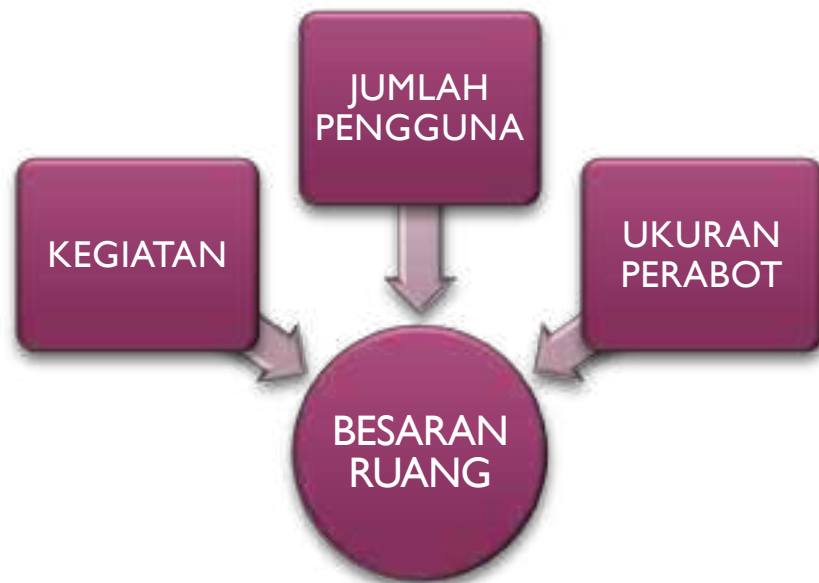 JUMLAH
PENGGUNA
KEGIATAN
UKURAN
PERABOT
BESARAN
RUANG